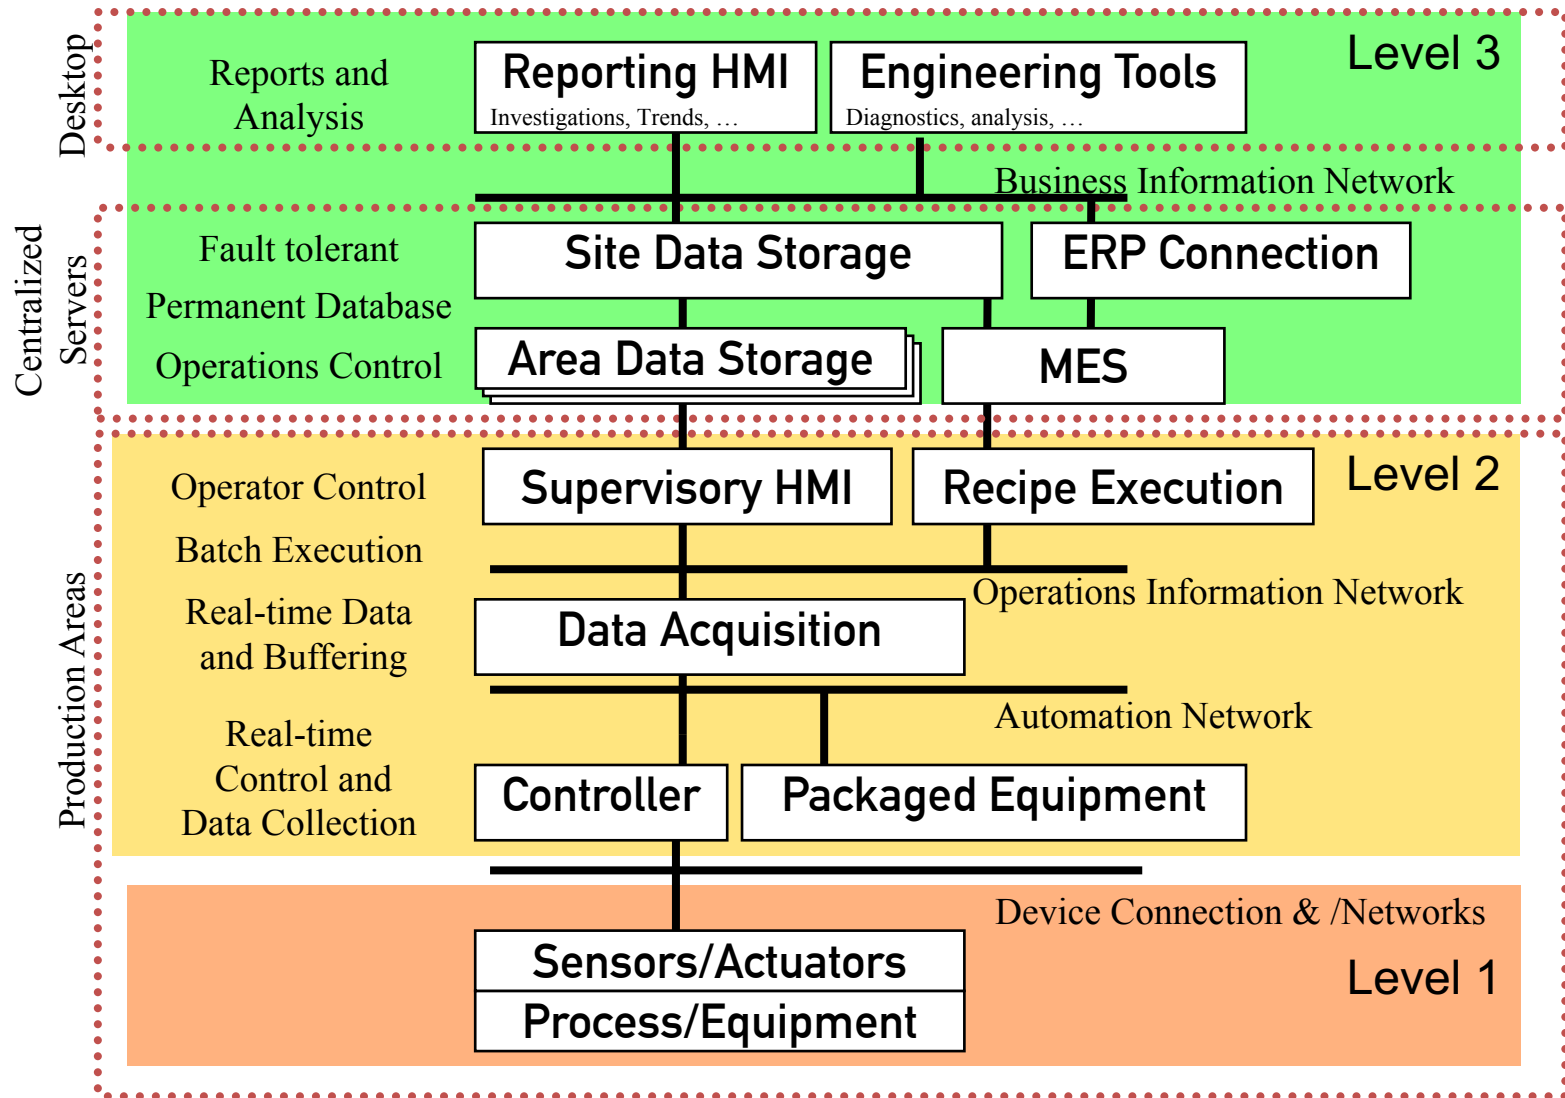 Level 3
Desktop
Reports and
Analysis
Reporting HMI
Investigations, Trends, …
Engineering Tools
Diagnostics, analysis, …
Business Information Network
Centralized
Servers
Fault tolerant
Permanent Database
Operations Control
Site Data Storage
ERP Connection
Area Data Storage
MES
Level 2
Production Areas
Operator Control
Batch Execution
Real-time Data
and Buffering
Real-time
Control and
Data Collection
Supervisory HMI
Recipe Execution
Operations Information Network
Data Acquisition
Automation Network
Controller
Packaged Equipment
Device Connection & /Networks
Level 1
Sensors/Actuators
Process/Equipment